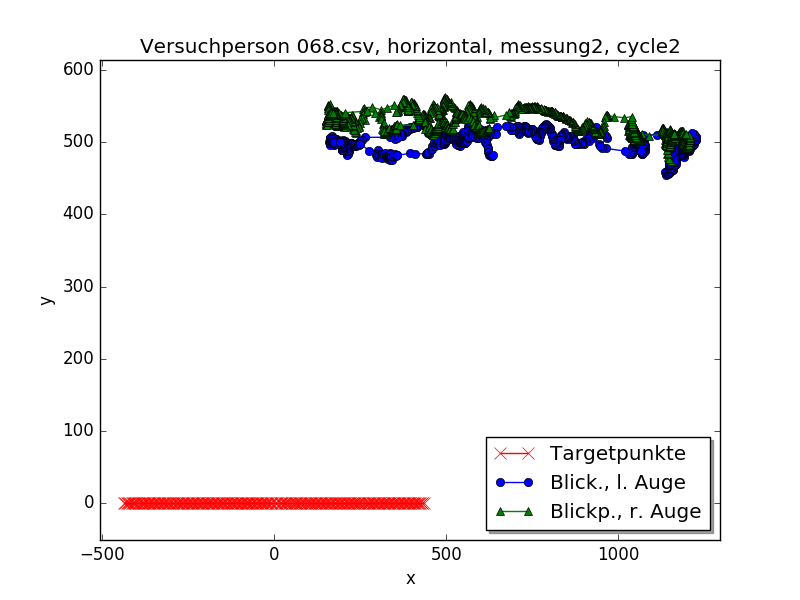 Versuchperson 068.csv, horizontal, messung2, cycle2
600
500
400
300
200
100
0
y
−500
0
500
1000
x
Targetpunkte
Blick., l. Auge
Blickp., r. Auge